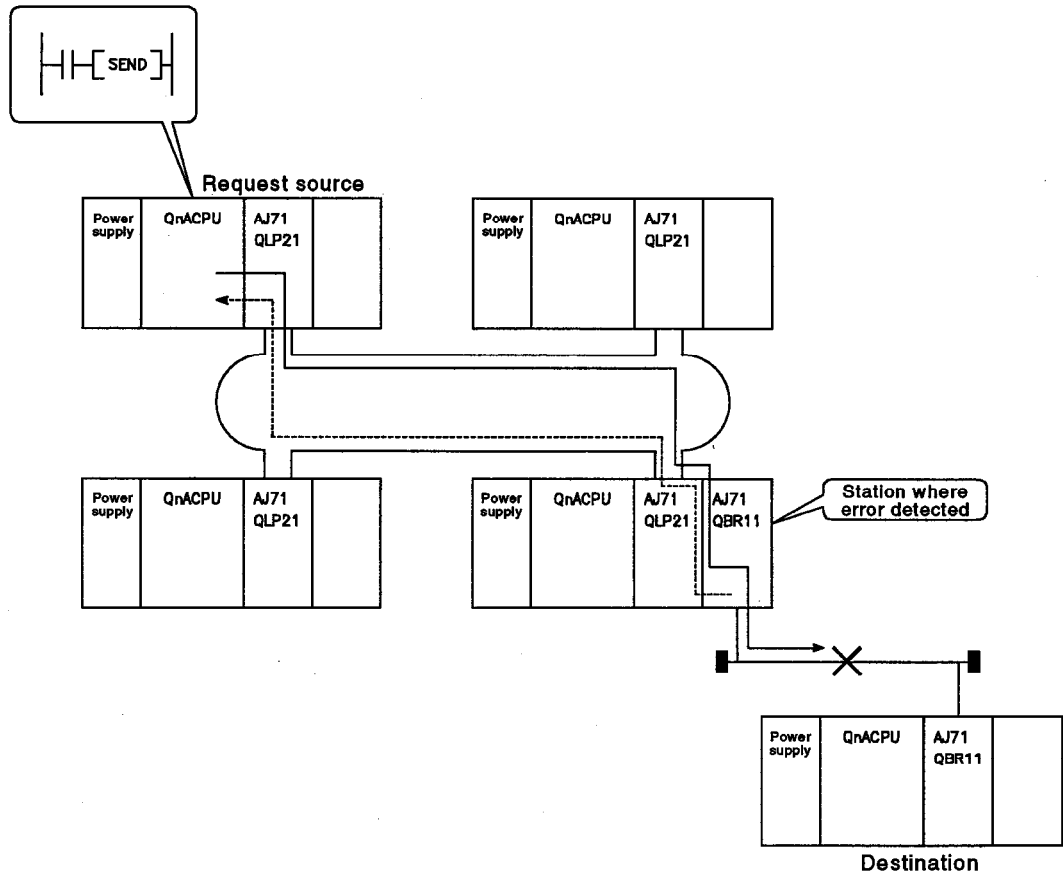 SEND
Request source
Power
supply
QnACPU
AJ71
QLP21
Power
supply
QnACPU
AJ71
QLP21
Power
supply
QnACPU
AJ71
QLP21
Power
supply
QnACPU
AJ71
QLP21
AJ71
QBR11
Station where
error detected
Power
supply
QnACPU
AJ71
QBR11
Destination